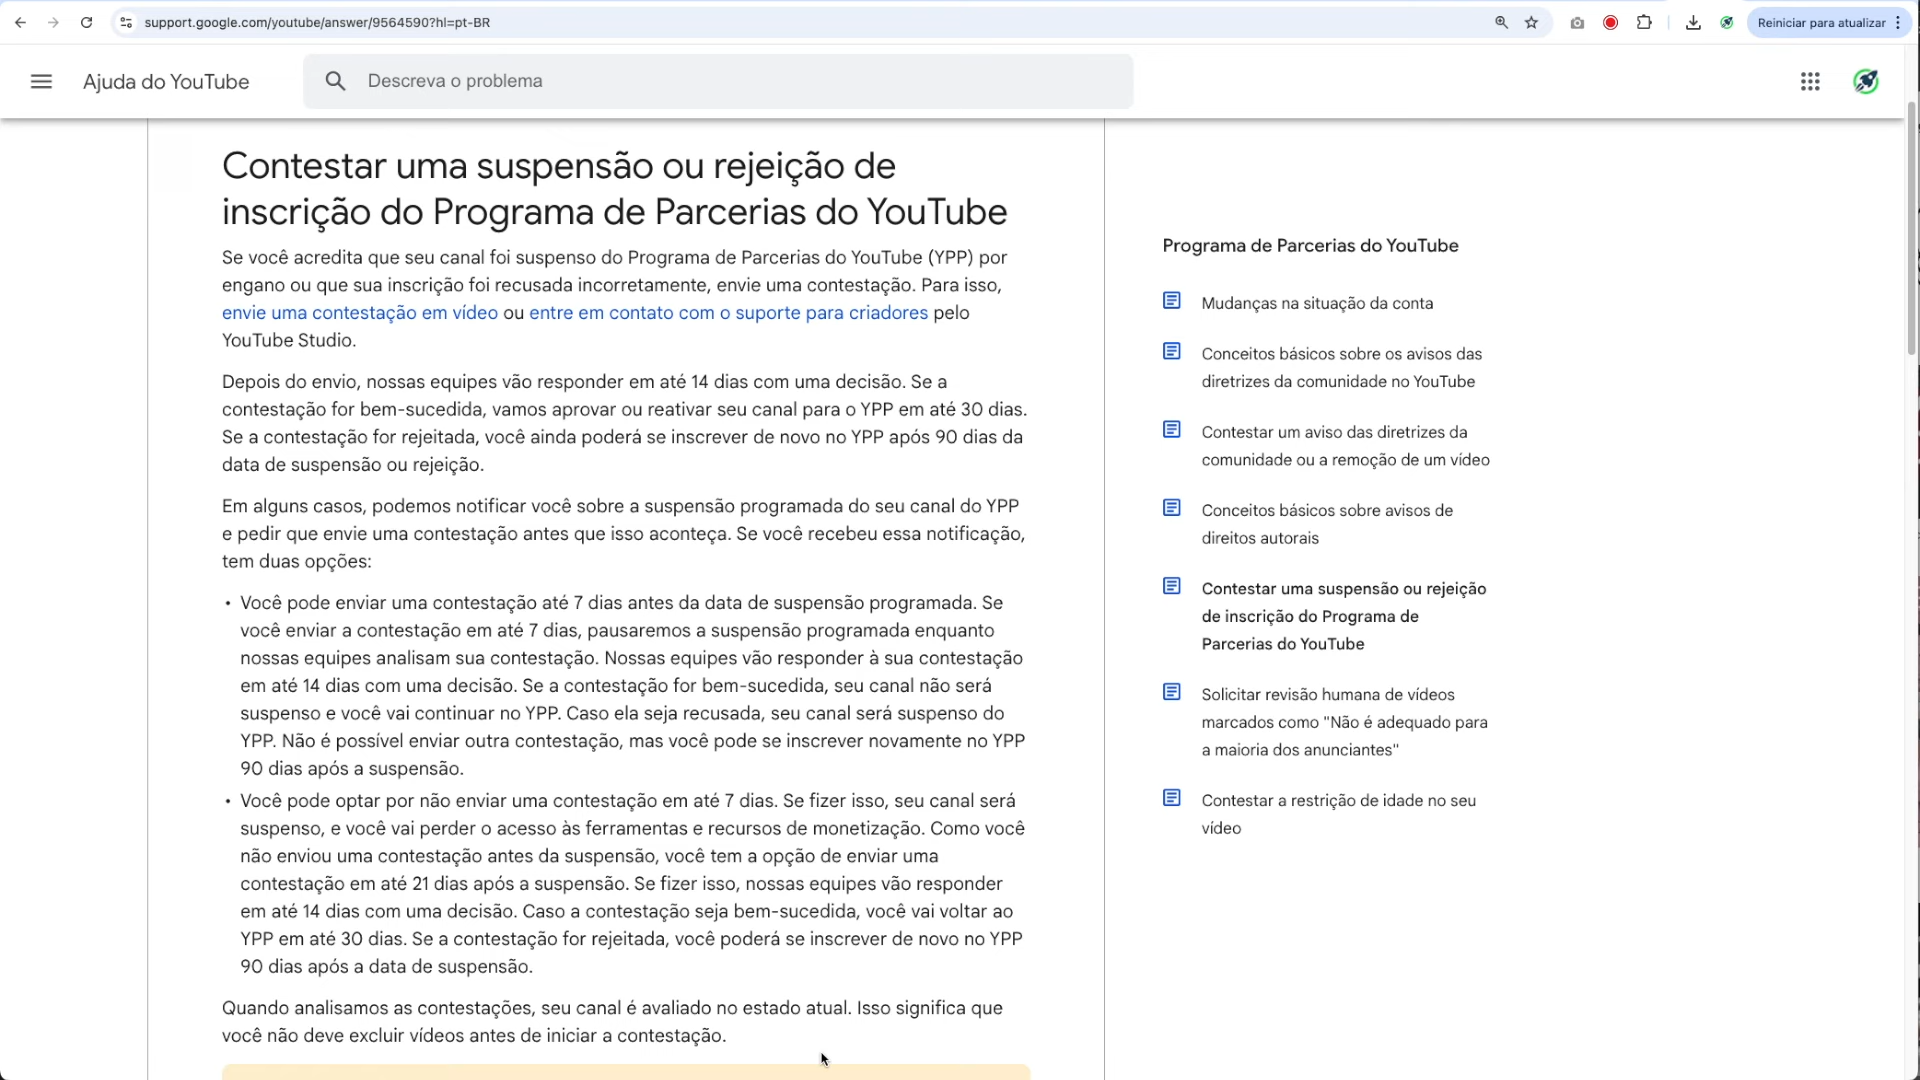 support.google.com/youtube/answer/9564590?hl=pt-BR
Reiniciar para atualizar
Ajuda do YouTube
Descreva o problema
Contestar uma suspensão ou rejeição de
inscrição do Programa de Parcerias do YouTube
Se você acredita que seu canal foi suspenso do Programa de Parcerias do YouTube (YPP) por
engano ou que sua inscrição foi recusada incorretamente, envie uma contestação. Para isso,
envie uma contestação em vídeo ou entre em contato com o suporte para criadores pelo
YouTube Studio.
Depois do envio, nossas equipes vão responder em até 14 dias com uma decisão. Se a
contestação for bem-sucedida, vamos aprovar ou reativar seu canal para o YPP em até 30 dias.
Se a contestação for rejeitada, você ainda poderá se inscrever de novo no YPP após 90 dias da
data de suspensão ou rejeição.
Em alguns casos, podemos notificar você sobre a suspensão programada do seu canal do YPP
e pedir que envie uma contestação antes que isso aconteça. Se você recebeu essa notificação,
tem duas opções:
• Você pode enviar uma contestação até 7 dias antes da data de suspensão programada. Se
você enviar a contestação em até 7 dias, pausaremos a suspensão programada enquanto
nossas equipes analisam sua contestação. Nossas equipes vão responder à sua contestação
em até 14 dias com uma decisão. Se a contestação for bem-sucedida, seu canal não será
suspenso e você vai continuar no YPP. Caso ela seja recusada, seu canal será suspenso do
YPP. Não é possível enviar outra contestação, mas você pode se inscrever novamente no YPP
90 dias após a suspensão.
• Você pode optar por não enviar uma contestação em até 7 dias. Se fizer isso, seu canal será
suspenso, e você vai perder o acesso às ferramentas e recursos de monetização. Como você
não enviou uma contestação antes da suspensão, você tem a opção de enviar uma
contestação em até 21 dias após a suspensão. Se fizer isso, nossas equipes vão responder
em até 14 dias com uma decisão. Caso a contestação seja bem-sucedida, você vai voltar ao
YPP em até 30 dias. Se a contestação for rejeitada, você poderá se inscrever de novo no YPP
90 dias após a data de suspensão.
Quando analisamos as contestações, seu canal é avaliado no estado atual. Isso significa que
você não deve excluir vídeos antes de iniciar a contestação.
Programa de Parcerias do YouTube
Mudanças na situação da conta
Conceitos básicos sobre os avisos das
diretrizes da comunidade no YouTube
Contestar um aviso das diretrizes da
comunidade ou a remoção de um vídeo
Conceitos básicos sobre avisos de
direitos autorais
Contestar uma suspensão ou rejeição
de inscrição do Programa de
Parcerias do YouTube
Solicitar revisão humana de vídeos
marcados como "Não é adequado para
a maioria dos anunciantes"
Contestar a restrição de idade no seu
vídeo